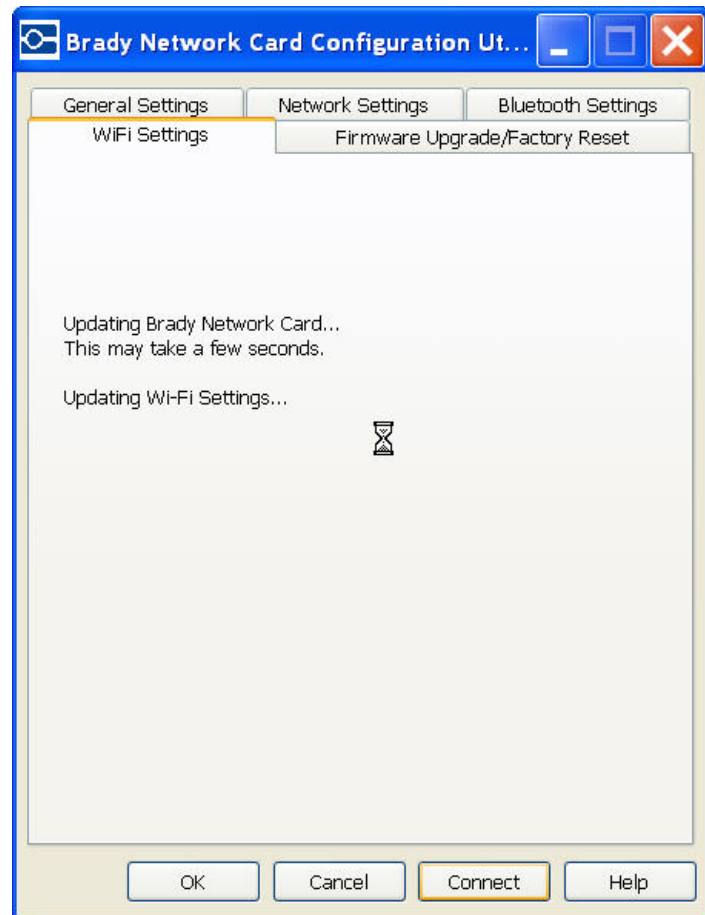 Brady Network Card Configuration Ut...
General Settings Network Settings Bluetooth Settings
WiFi Settings Firmware Upgrade/Factory Reset
Updating Brady Network Card...
This may take a few seconds.
Updating Wi-Fi Settings...
OK Cancel Connect Help